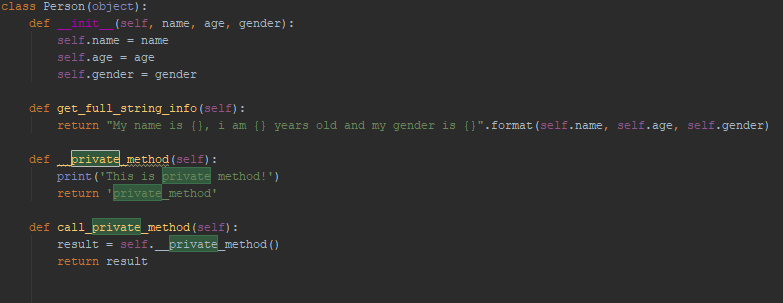 class Person(object):
    def __init__(self, name, age, gender):
        self.name = name
        self.age = age
        self.gender = gender
    def get_full_string_info(self):
        return "My name is {}, i am {} years old and my gender is {}".format(self.name, self.age, self.gender)
    def __private_method(self):
        print('This is private method!')
        return 'private_method'
    def call_private_method(self):
        result = self.__private_method()
        return result